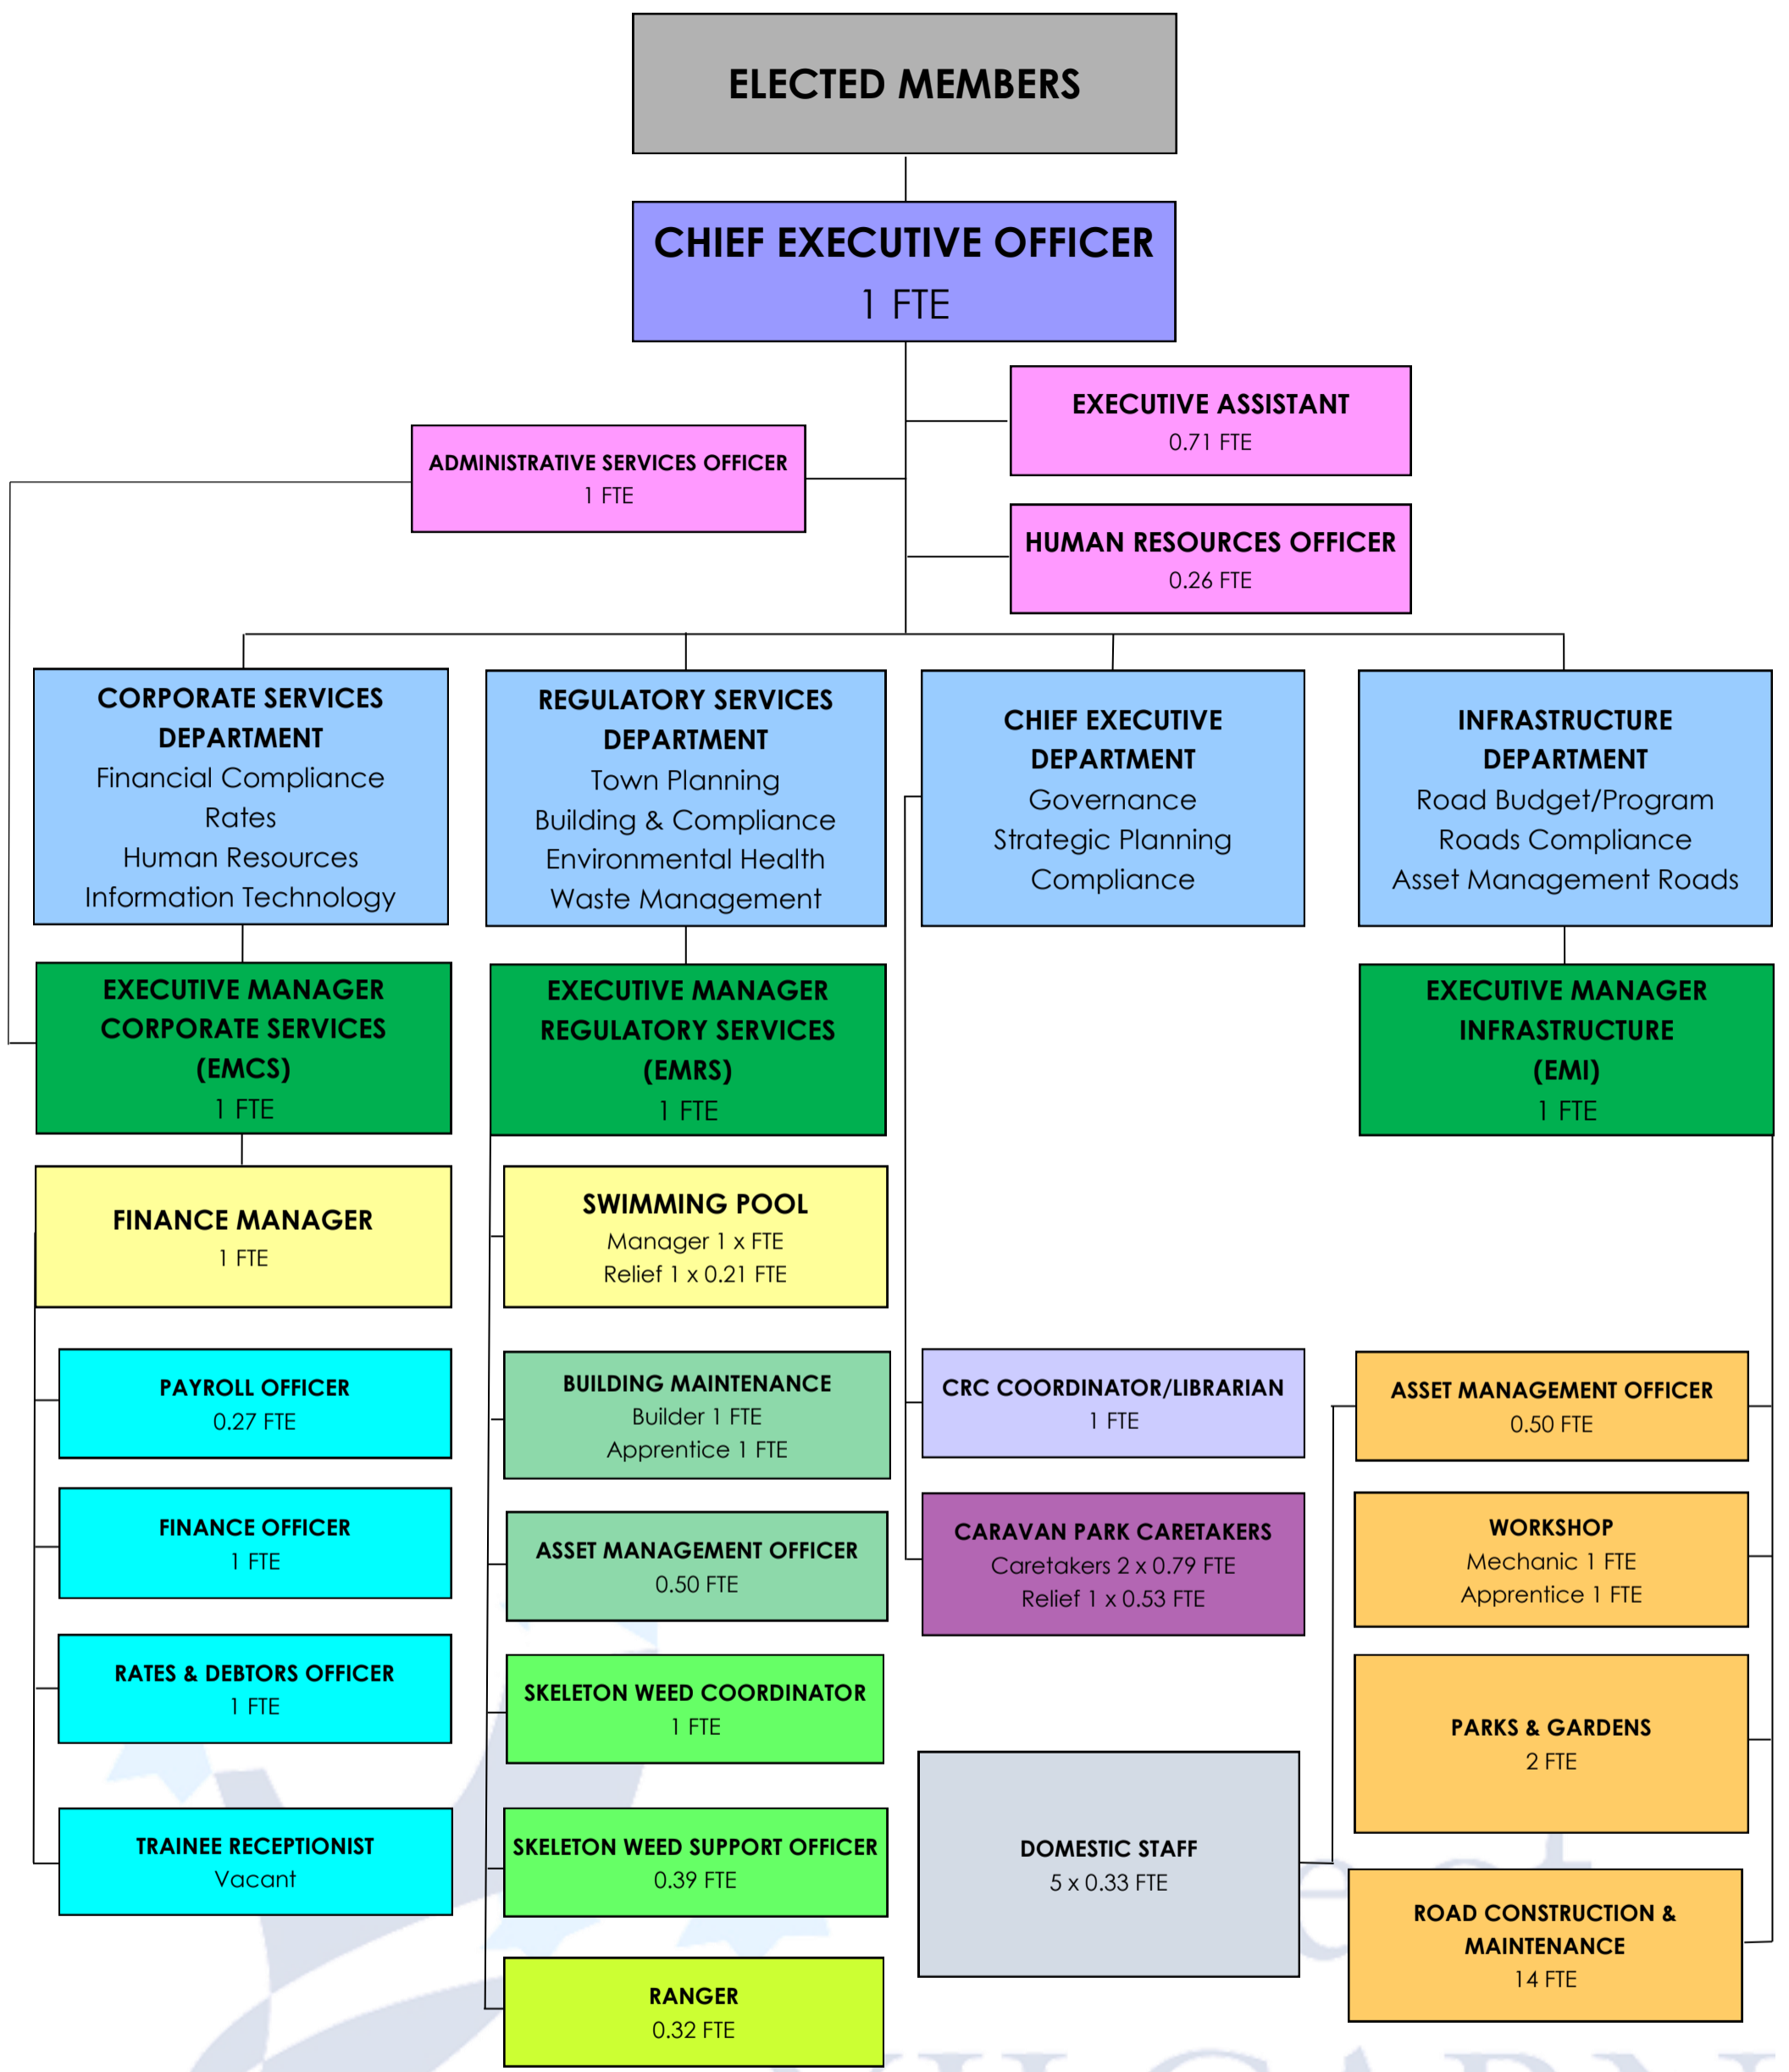 ELECTED MEMBERS
CHIEF EXECUTIVE OFFICER
1 FTE
EXECUTIVE ASSISTANT
0.71 FTE
ADMINISTRATIVE SERVICES OFFICER
1 FTE
HUMAN RESOURCES OFFICER
0.26 FTE
CORPORATE SERVICES
DEPARTMENT
Financial Compliance
Rates
Human Resources
Information Technology
REGULATORY SERVICES
DEPARTMENT
Town Planning
Building & Compliance
Environmental Health
Waste Management
CHIEF EXECUTIVE
DEPARTMENT
Governance
Strategic Planning
Compliance
INFRASTRUCTURE
DEPARTMENT
Road Budget/Program
Roads Compliance
Asset Management Roads
EXECUTIVE MANAGER
CORPORATE SERVICES
(EMCS)
1 FTE
EXECUTIVE MANAGER
REGULATORY SERVICES
(EMRS)
1 FTE
EXECUTIVE MANAGER
INFRASTRUCTURE
(EMI)
1 FTE
FINANCE MANAGER
1 FTE
SWIMMING POOL
Manager 1 x FTE
Relief 1 x 0.21 FTE
PAYROLL OFFICER
0.27 FTE
BUILDING MAINTENANCE
Builder 1 FTE
Apprentice 1 FTE
CRC COORDINATOR/LIBRARIAN
1 FTE
ASSET MANAGEMENT OFFICER
0.50 FTE
FINANCE OFFICER
1 FTE
ASSET MANAGEMENT OFFICER
0.50 FTE
CARAVAN PARK CARETAKERS
Caretakers 2 x 0.79 FTE
Relief 1 x 0.53 FTE
WORKSHOP
Mechanic 1 FTE
Apprentice 1 FTE
RATES & DEBTORS OFFICER
1 FTE
SKELETON WEED COORDINATOR
1 FTE
PARKS & GARDENS
2 FTE
TRAINEE RECEPTIONIST
Vacant
SKELETON WEED SUPPORT OFFICER
0.39 FTE
DOMESTIC STAFF
5 x 0.33 FTE
ROAD CONSTRUCTION &
MAINTENANCE
14 FTE
RANGER
0.32 FTE